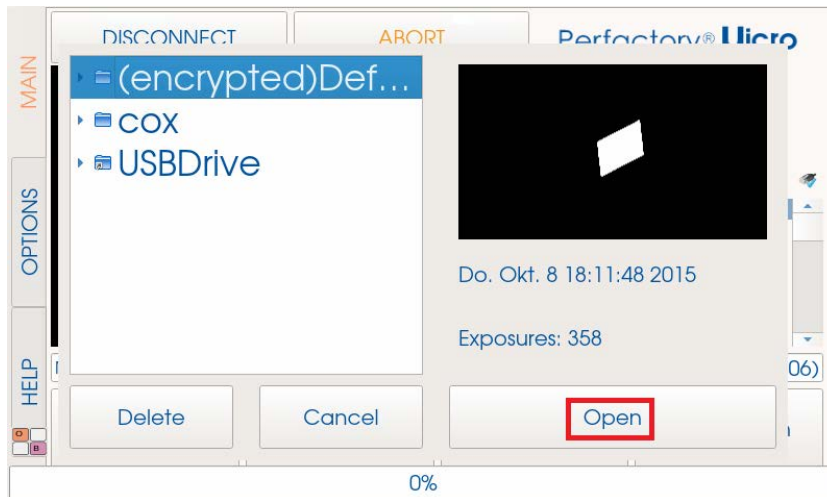 DISCONNECT ABORT Perfactory® Micro
MAIN
OPTIONS
HELP
(encrypted)Def...
cox
USBDrive
Do. Okt. 8 18:11:48 2015
Exposures: 358
06)
Delete Cancel Open
O
B
0%